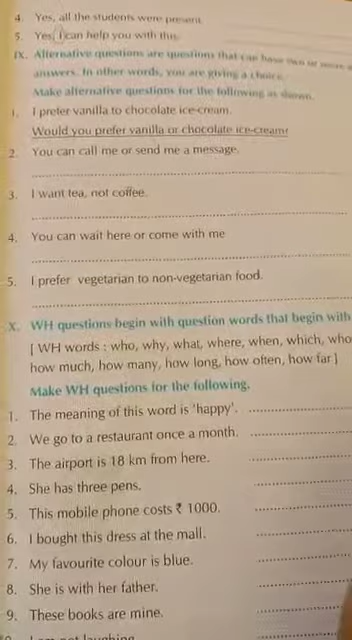 4. Yes, all the students were present.
5. Yes, I can help you with this.
IX. Alternative questions are questions that can have two or more
answers. In other words, you are giving a choice.
Make alternative questions for the following as shown.
1. I prefer vanilla to chocolate ice-cream.
Would you prefer vanilla or chocolate ice-cream?
2. You can call me or send me a message.
3. I want tea, not coffee.
4. You can wait here or come with me
5. I prefer vegetarian to non-vegetarian food.
X. WH questions begin with question words that begin with
[ WH words : who, why, what, where, when, which, who
how much, how many, how long, how often, how far ]
Make WH questions for the following.
1. The meaning of this word is 'happy'.
2. We go to a restaurant once a month.
3. The airport is 18 km from here.
4. She has three pens.
5. This mobile phone costs ₹ 1000.
6. I bought this dress at the mall.
7. My favourite colour is blue.
8. She is with her father.
9. These books are mine.
not laughing